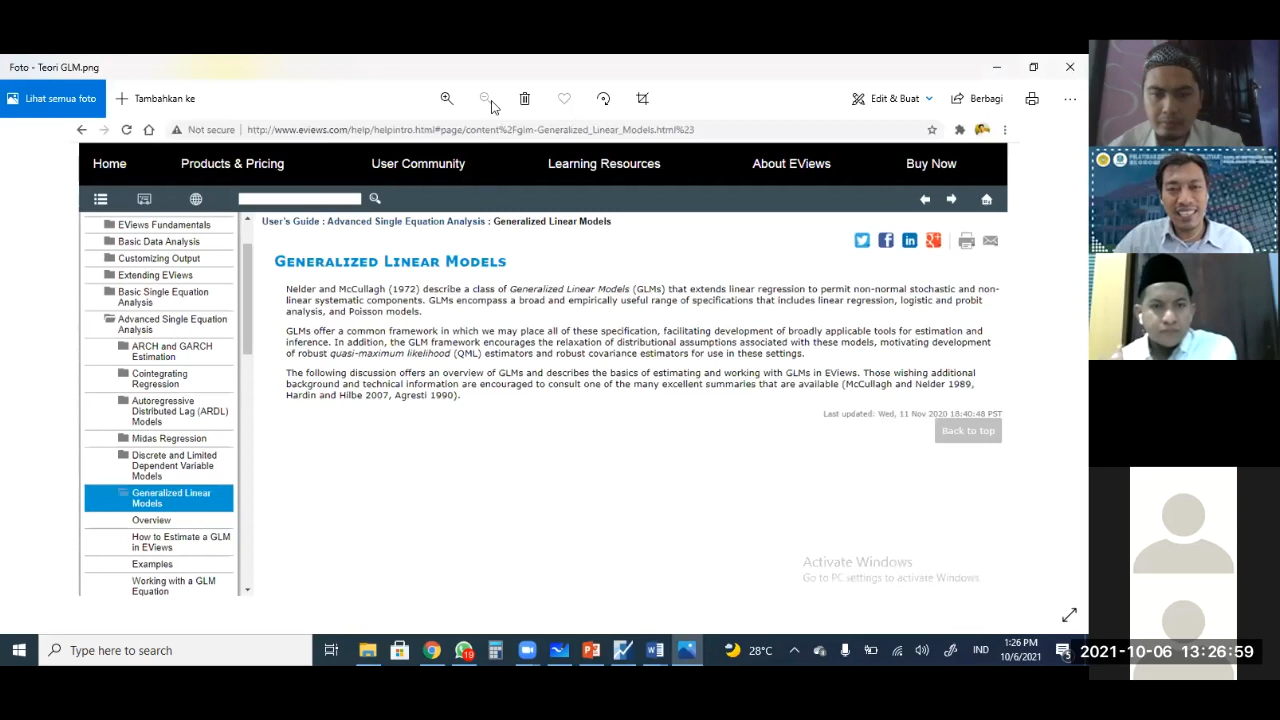 Foto - Teori GLM.png
Lihat semua foto
Tambahkan ke
Edit & Buat
Berbagi
Not secure
http://www.eviews.com/help/helpintro.html#page/content%2Fglm-Generalized_Linear_Models.html%23
Home
Products & Pricing
User Community
Learning Resources
About EViews
Buy Now
User's Guide : Advanced Single Equation Analysis : Generalized Linear Models
EViews Fundamentals
Basic Data Analysis
Customizing Output
Extending EViews
Basic Single Equation
Analysis
Advanced Single Equation
Analysis
ARCH and GARCH
Estimation
Cointegrating
Regression
Autoregressive
Distributed Lag (ARDL)
Models
Midas Regression
Discrete and Limited
Dependent Variable
Models
Generalized Linear
Models
Overview
How to Estimate a GLM
in EViews
Examples
Working with a GLM
Equation
GENERALIZED LINEAR MODELS
Nelder and McCullagh (1972) describe a class of Generalized Linear Models (GLMs) that extends linear regression to permit non-normal stochastic and non-
linear systematic components. GLMs encompass a broad and empirically useful range of specifications that includes linear regression, logistic and probit
analysis, and Poisson models.
GLMs offer a common framework in which we may place all of these specification, facilitating development of broadly applicable tools for estimation and
inference. In addition, the GLM framework encourages the relaxation of distributional assumptions associated with these models, motivating development
of robust quasi-maximum likelihood (QML) estimators and robust covariance estimators for use in these settings.
The following discussion offers an overview of GLMs and describes the basics of estimating and working with GLMs in EViews. Those wishing additional
background and technical information are encouraged to consult one of the many excellent summaries that are available (McCullagh and Nelder 1989,
Hardin and Hilbe 2007, Agresti 1990).
Last updated: Wed, 11 Nov 2020 18:40:48 PST
Back to top
Activate Windows
Go to PC settings to activate Windows
Type here to search
19
28°C
IND
1:26 PM
10/6/2021
5
2021-10-06 13:26:59